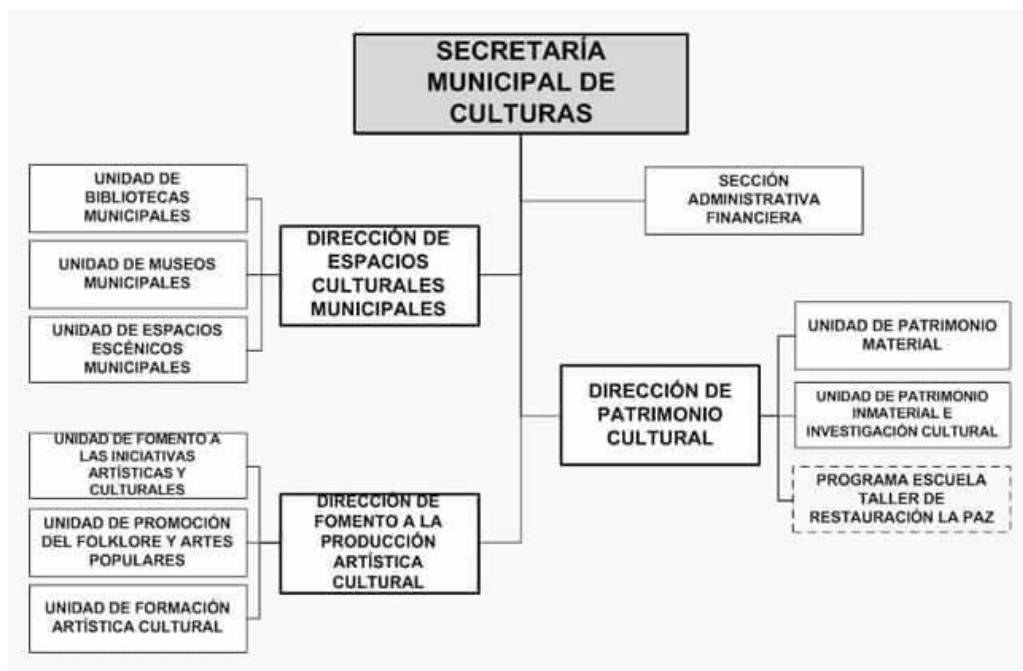 SECRETARÍA
MUNICIPAL DE
CULTURAS
UNIDAD DE
BIBLIOTECAS
MUNICIPALES
UNIDAD DE MUSEOS
MUNICIPALES
UNIDAD DE ESPACIOS
ESCÉNICOS
MUNICIPALES
DIRECCIÓN DE
ESPACIOS
CULTURALES
MUNICIPALES
SECCIÓN
ADMINISTRATIVA
FINANCIERA
DIRECCIÓN DE
PATRIMONIO
CULTURAL
UNIDAD DE PATRIMONIO
MATERIAL
UNIDAD DE PATRIMONIO
INMATERIAL E
INVESTIGACIÓN CULTURAL
PROGRAMA ESCUELA
TALLER DE
RESTAURACIÓN LA PAZ
UNIDAD DE FOMENTO A
LAS INICIATIVAS
ARTÍSTICAS Y
CULTURALES
UNIDAD DE PROMOCIÓN
DEL FOLKLORE Y ARTES
POPULARES
UNIDAD DE FORMACIÓN
ARTÍSTICA CULTURAL
DIRECCIÓN DE
FOMENTO A LA
PRODUCCIÓN
ARTÍSTICA
CULTURAL